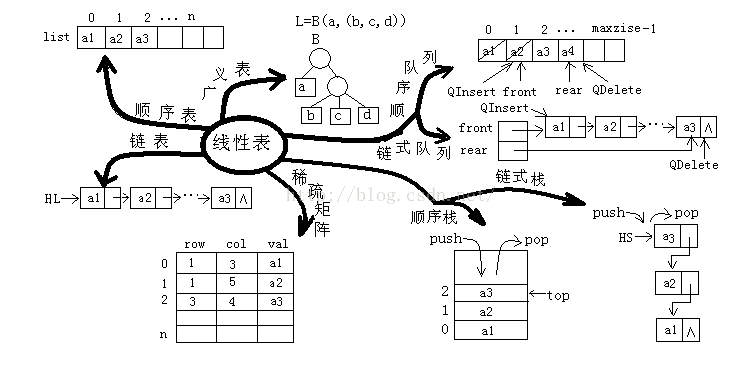 0 1 2 ... n
list a1 a2 a3
L=B(a,(b,c,d))
B
a
b c d
0 1 2 3 ... maxzise-1
a1 a2 a3 a4
QInsert front rear QDelete
顺序表
广义表
顺序队列
链式队列
QInsert
front
rear
a1 a2 ··· a3 ∧
QDelete
线性表
链表
HL a1 a2 ··· a3 ∧
稀疏矩阵
http://blog.csdn.net/
顺序栈
链式栈
row col val
0 1 3 a1
1 1 5 a2
2 3 4 a3
n
push pop
2 a3 top
1 a2
0 a1
push pop
HS a3
a2
a1 ∧